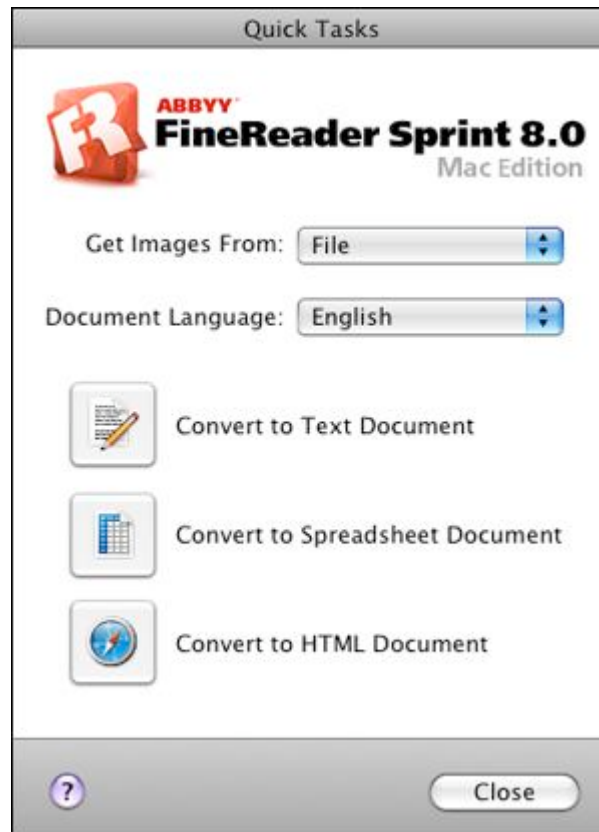 Quick Tasks
ABBYY
FineReader Sprint 8.0
Mac Edition
Get Images From: File
Document Language: English
Convert to Text Document
Convert to Spreadsheet Document
Convert to HTML Document
? Close